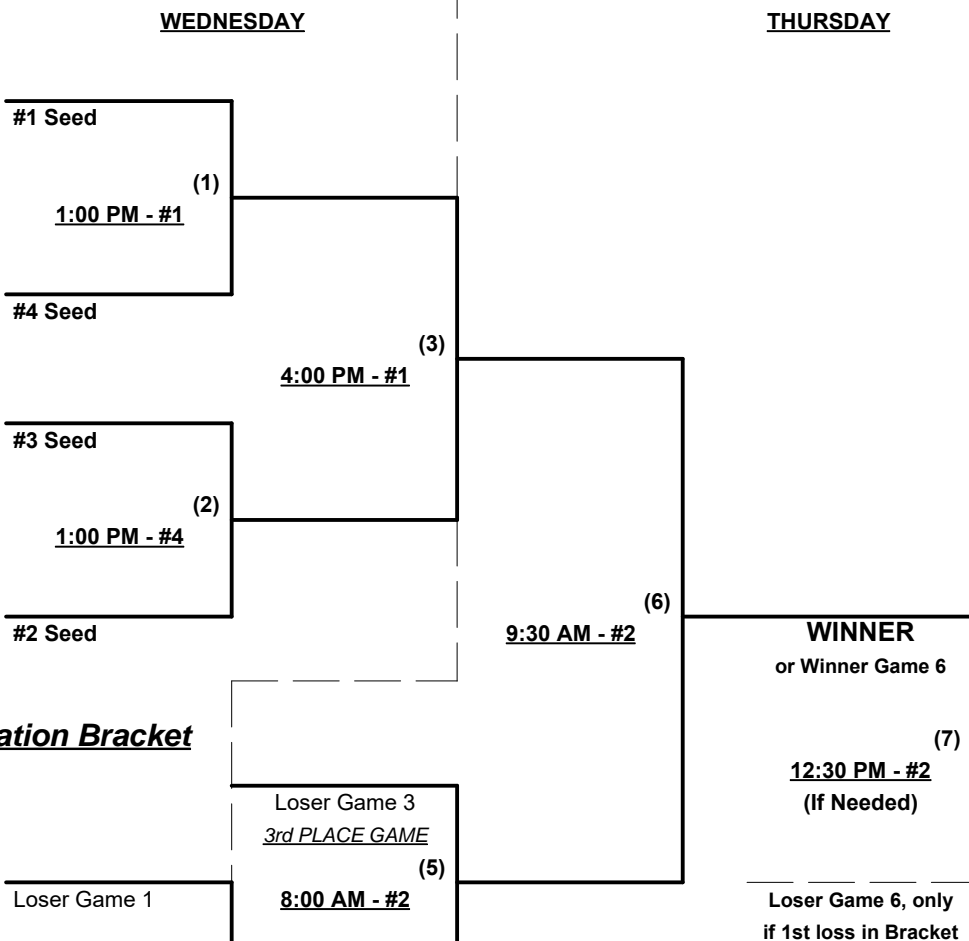 WEDNESDAY
THURSDAY
#1 Seed
(1)
1:00 PM - #1
#4 Seed
(3)
4:00 PM - #1
#3 Seed
(2)
1:00 PM - #4
(6)
#2 Seed
9:30 AM - #2
WINNER
or Winner Game 6
ation Bracket
(7)
12:30 PM - #2
(If Needed)
Loser Game 3
3rd PLACE GAME
(5)
Loser Game 1
8:00 AM - #2
Loser Game 6, only
if 1st loss in Bracket